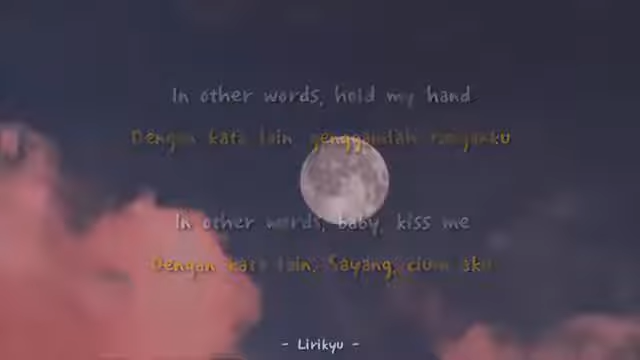 In other words, hold my hand
Dengan kata lain genggamlah tanganku
In other words, baby, kiss me
Dengan kata lain, Sayang, cium aku
- Lirikyu -